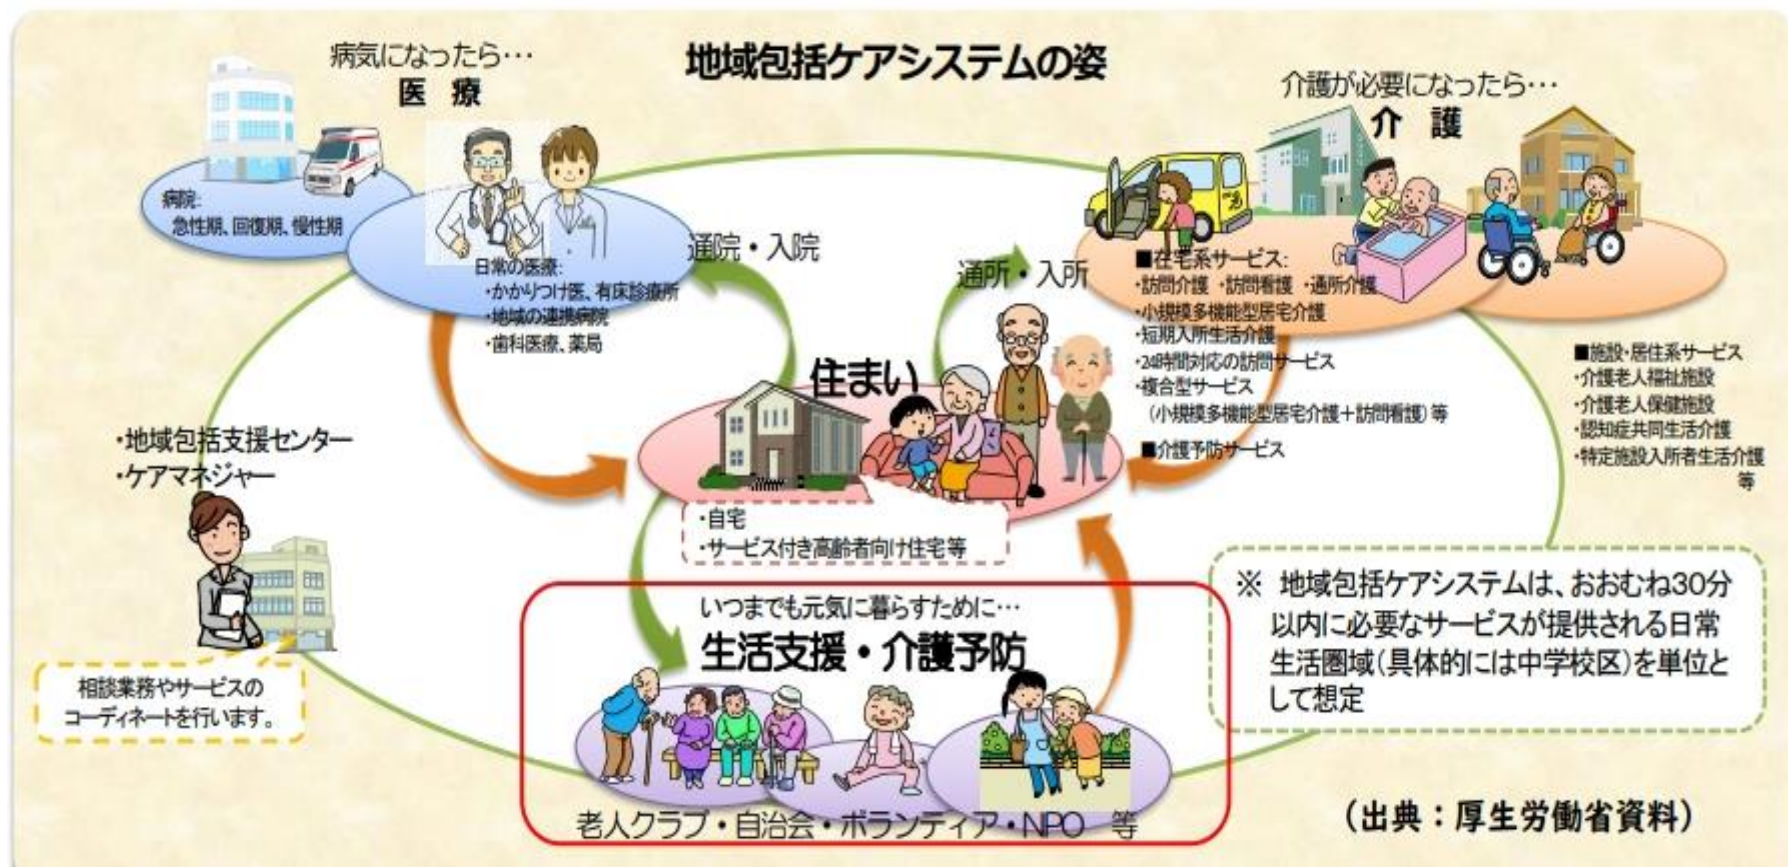 地域包括ケアシステムの姿
病気になったら･･･
医　療
病院:
急性期、回復期、慢性期
日常の医療:
・かかりつけ医、有床診療所
・地域の連携病院
・歯科医療、薬局
通院・入院
通所・入所
介護が必要になったら･･･
介　護
■在宅系サービス:
・訪問介護 ・訪問看護 ・通所介護
・小規模多機能型居宅介護
・短期入所生活介護
・24時間対応の訪問サービス
・複合型サービス
（小規模多機能型居宅介護＋訪問看護）等
■介護予防サービス
■施設・居住系サービス
・介護老人福祉施設
・介護老人保健施設
・認知症共同生活介護
・特定施設入所者生活介護
等
住まい
・自宅
・サービス付き高齢者向け住宅等
・地域包括支援センター
・ケアマネジャー
相談業務やサービスの
コーディネートを行います。
いつまでも元気に暮らすために･･･
生活支援・介護予防
老人クラブ・自治会・ボランティア・NPO　等
※　地域包括ケアシステムは、おおむね30分
以内に必要なサービスが提供される日常
生活圏域（具体的には中学校区）を単位と
して想定
（出典：厚生労働省資料）